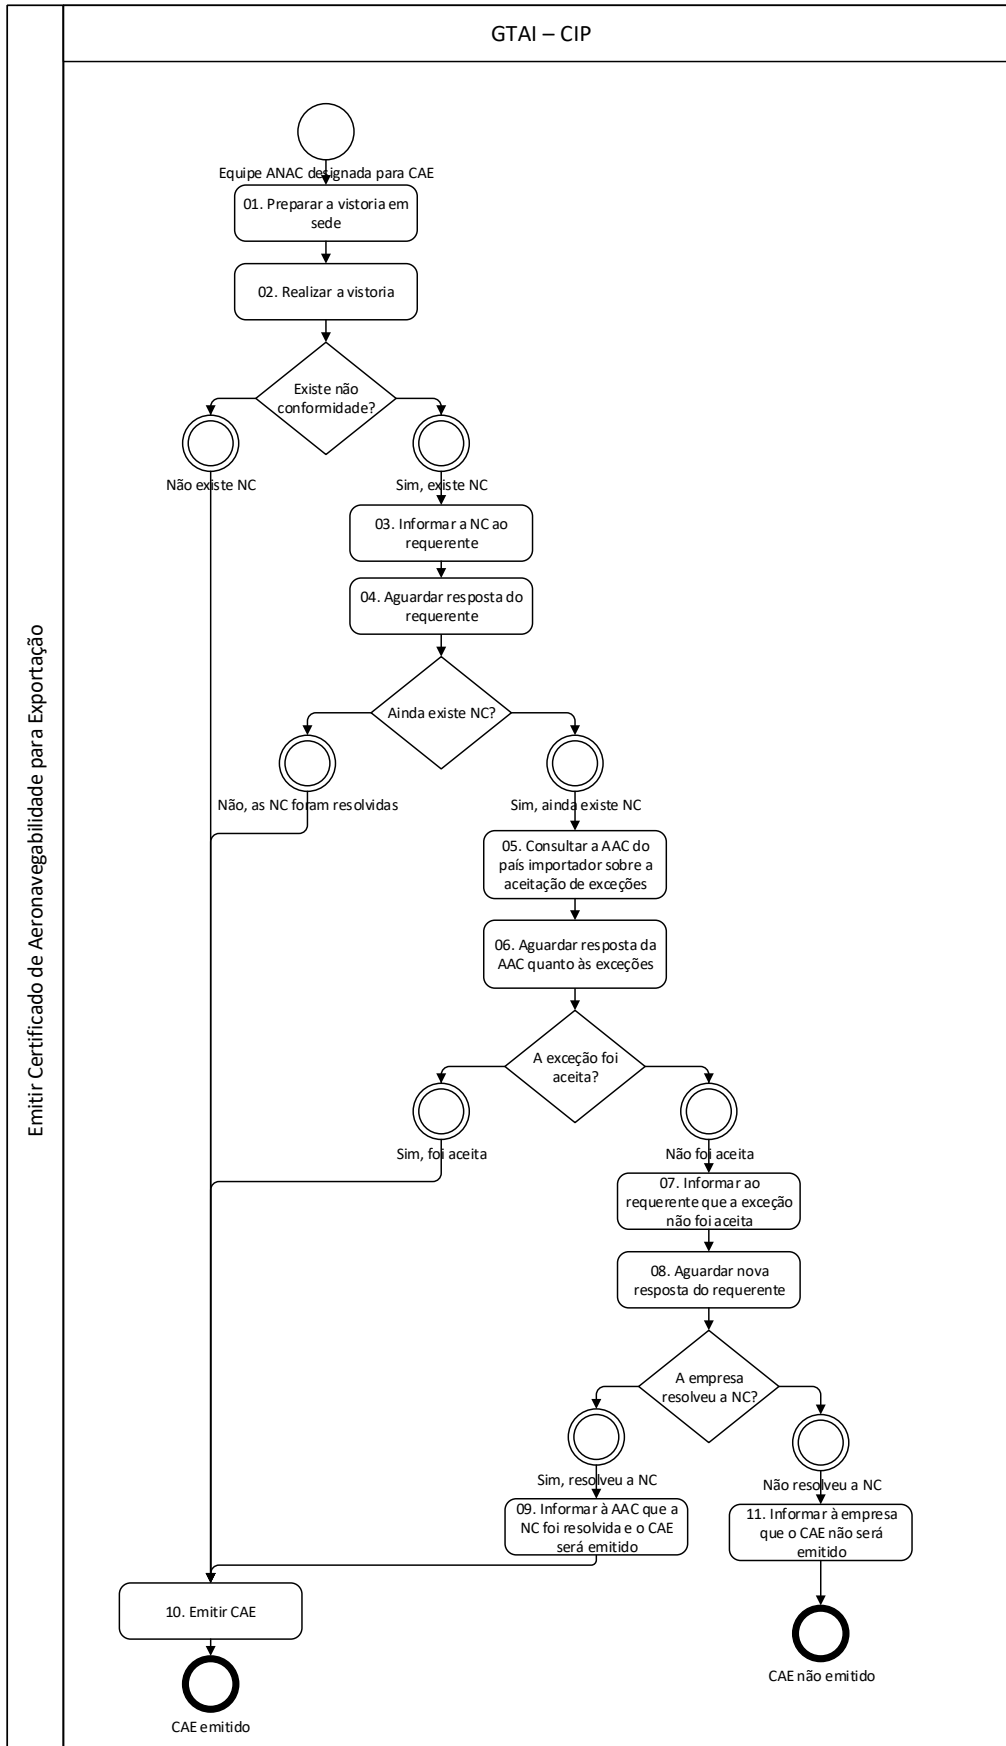 GTAI – CIP
Emitir Certificado de Aeronavegabilidade para Exportação
Equipe ANAC designada para CAE
01. Preparar a vistoria em
sede
02. Realizar a vistoria
Existe não
conformidade?
Não existe NC
Sim, existe NC
03. Informar a NC ao
requerente
04. Aguardar resposta do
requerente
Ainda existe NC?
Não, as NC foram resolvidas
Sim, ainda existe NC
05. Consultar a AAC do
país importador sobre a
aceitação de exceções
06. Aguardar resposta da
AAC quanto às exceções
A exceção foi
aceita?
Sim, foi aceita
Não foi aceita
07. Informar ao
requerente que a exceção
não foi aceita
08. Aguardar nova
resposta do requerente
A empresa
resolveu a NC?
Sim, resolveu a NC
Não resolveu a NC
09. Informar à AAC que a
NC foi resolvida e o CAE
será emitido
11. Informar à empresa
que o CAE não será
emitido
10. Emitir CAE
CAE não emitido
CAE emitido